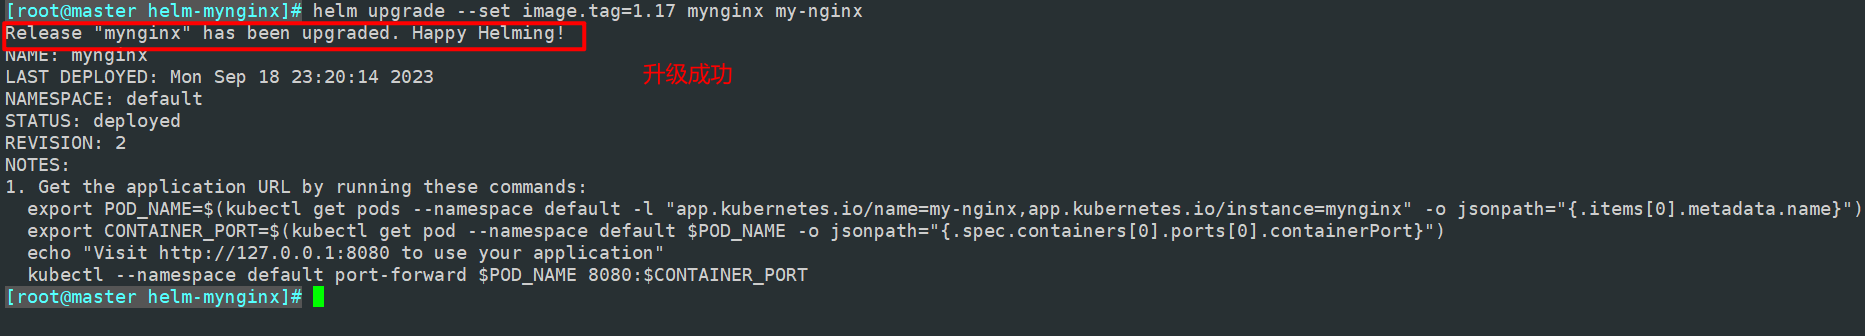 [root@master helm-mynginx]# helm upgrade --set image.tag=1.17 mynginx my-nginx
Release "mynginx" has been upgraded. Happy Helming!
NAME: mynginx
LAST DEPLOYED: Mon Sep 18 23:20:14 2023
升级成功
NAMESPACE: default
STATUS: deployed
REVISION: 2
NOTES:
1. Get the application URL by running these commands:
  export POD_NAME=$(kubectl get pods --namespace default -l "app.kubernetes.io/name=my-nginx,app.kubernetes.io/instance=mynginx" -o jsonpath="{.items[0].metadata.name}")
  export CONTAINER_PORT=$(kubectl get pod --namespace default $POD_NAME -o jsonpath="{.spec.containers[0].ports[0].containerPort}")
  echo "Visit http://127.0.0.1:8080 to use your application"
  kubectl --namespace default port-forward $POD_NAME 8080:$CONTAINER_PORT
[root@master helm-mynginx]#